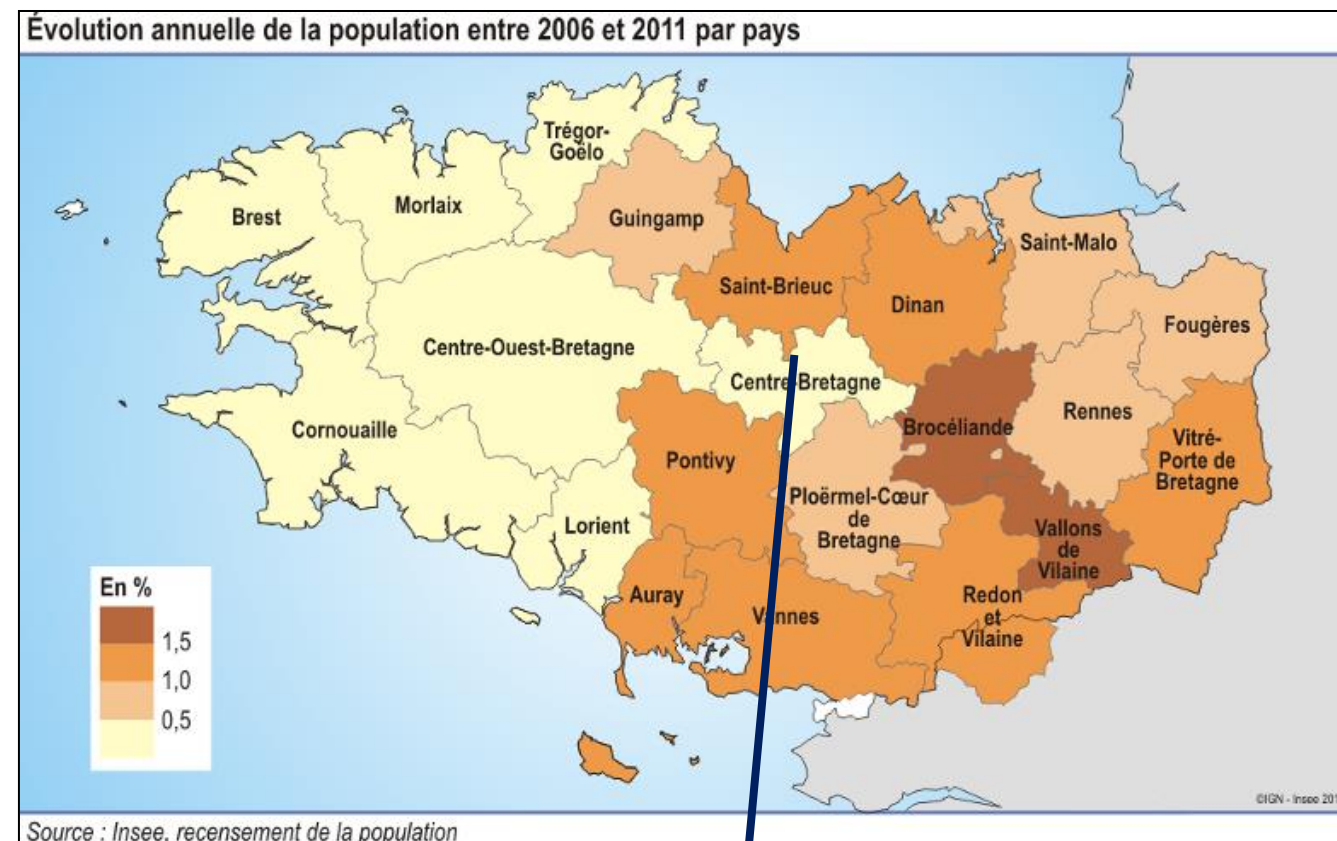 Évolution annuelle de la population entre 2006 et 2011 par pays
Trégor-
Goëlo
Brest
Morlaix
Guingamp
Saint-Malo
Saint-Brieuc
Dinan
Fougères
Centre-Ouest-Bretagne
Centre-Bretagne
Rennes
Brocéliande
Cornouaille
Vitré-
Porte de
Bretagne
Pontivy
Ploërmel-Cœur
de
Bretagne
Lorient
Vallons
de
Vilaine
Auray
Vannes
Redon
et
Vilaine
En %
1,5
1,0
0,5
©IGN - Insee 201
Source : Insee, recensement de la population